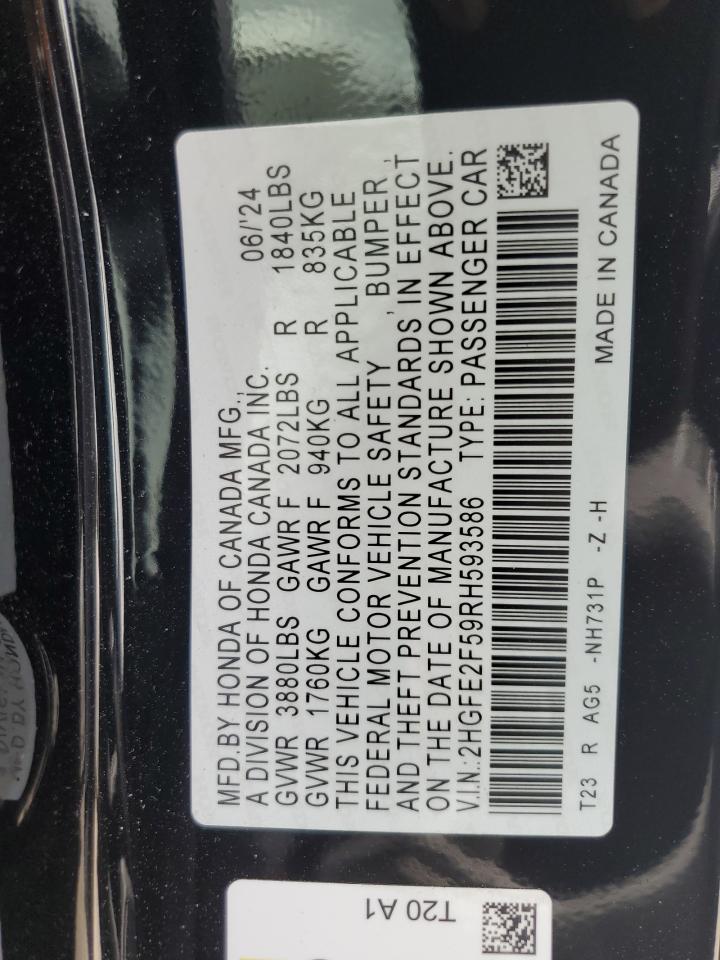 MFD.BY HONDA OF CANADA MFG., 06/'24
A DIVISION OF HONDA CANADA INC.
GVWR 3880LBS GAWR F 2072LBS R 1840LBS
GVWR 1760KG GAWR F 940KG R 835KG
THIS VEHICLE CONFORMS TO ALL APPLICABLE
FEDERAL MOTOR VEHICLE SAFETY , BUMPER ,
AND THEFT PREVENTION STANDARDS IN EFFECT
ON THE DATE OF MANUFACTURE SHOWN ABOVE.
V.I.N.:2HGFE2F59RH593586 TYPE: PASSENGER CAR
T23 R AG5 -NH731P -Z -H MADE IN CANADA
T20 A1